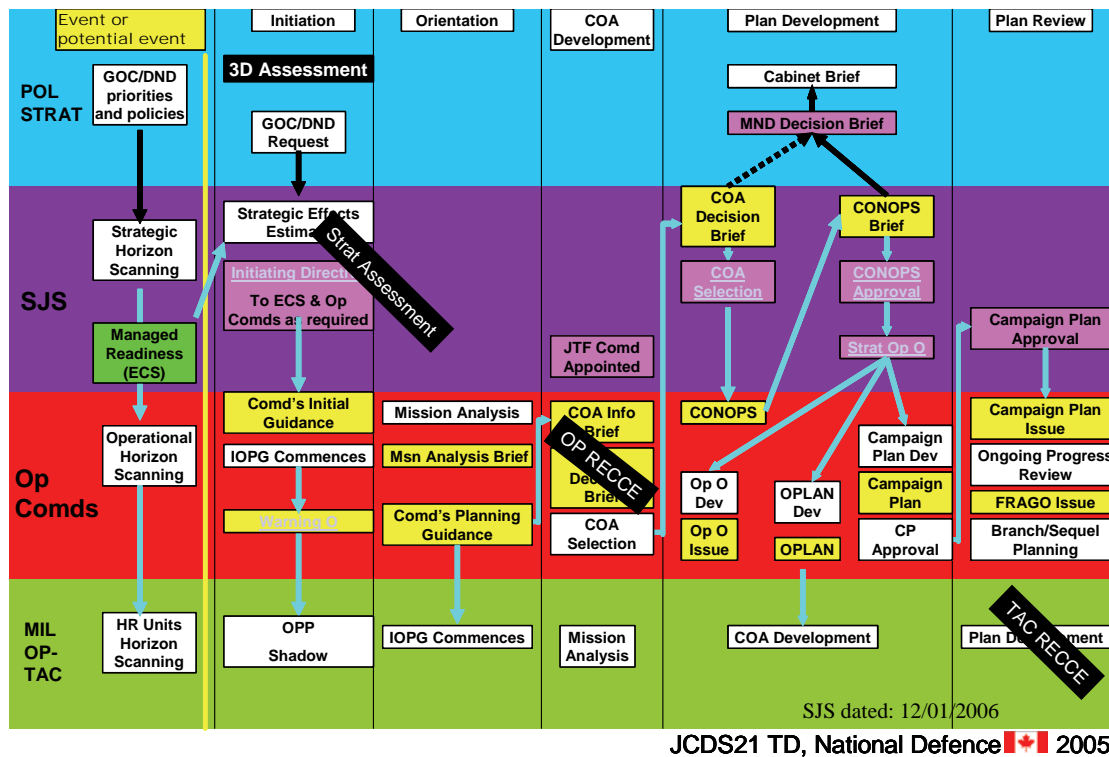 Event or
potential event
Initiation
Orientation
COA
Development
Plan Development
Plan Review
POL
STRAT
GOC/DND
priorities
and policies
3D Assessment
GOC/DND
Request
Cabinet Brief
MND Decision Brief
SJS
Strategic
Horizon
Scanning
Managed
Readiness
(ECS)
Strategic Effects
Strat Assessment
Initiating
To ECS & Op
Comds as required
JTF Comd
Appointed
COA
Decision
Brief
COA
Selection
CONOPS
Brief
CONOPS
Approval
Strat Op O
Campaign Plan
Approval
Op
Comds
Operational
Horizon
Scanning
Comd's Initial
Guidance
IOPG Commences
Warning O
Mission Analysis
Msn Analysis Brief
Comd's Planning
Guidance
COA Info
Brief
OP RECCE
Brief
COA
Selection
CONOPS
Op O
Dev
Op O
Issue
OPLAN
Dev
OPLAN
Campaign
Plan Dev
Campaign
Plan
CP
Approval
Campaign Plan
Issue
Ongoing Progress
Review
FRAGO Issue
Branch/Sequel
Planning
MIL
OP-
TAC
HR Units
Horizon
Scanning
OPP
Shadow
IOPG Commences
Mission
Analysis
COA Development
Plan
TAC RECCE
SJS dated: 12/01/2006
JCDS21 TD, National Defence 2005